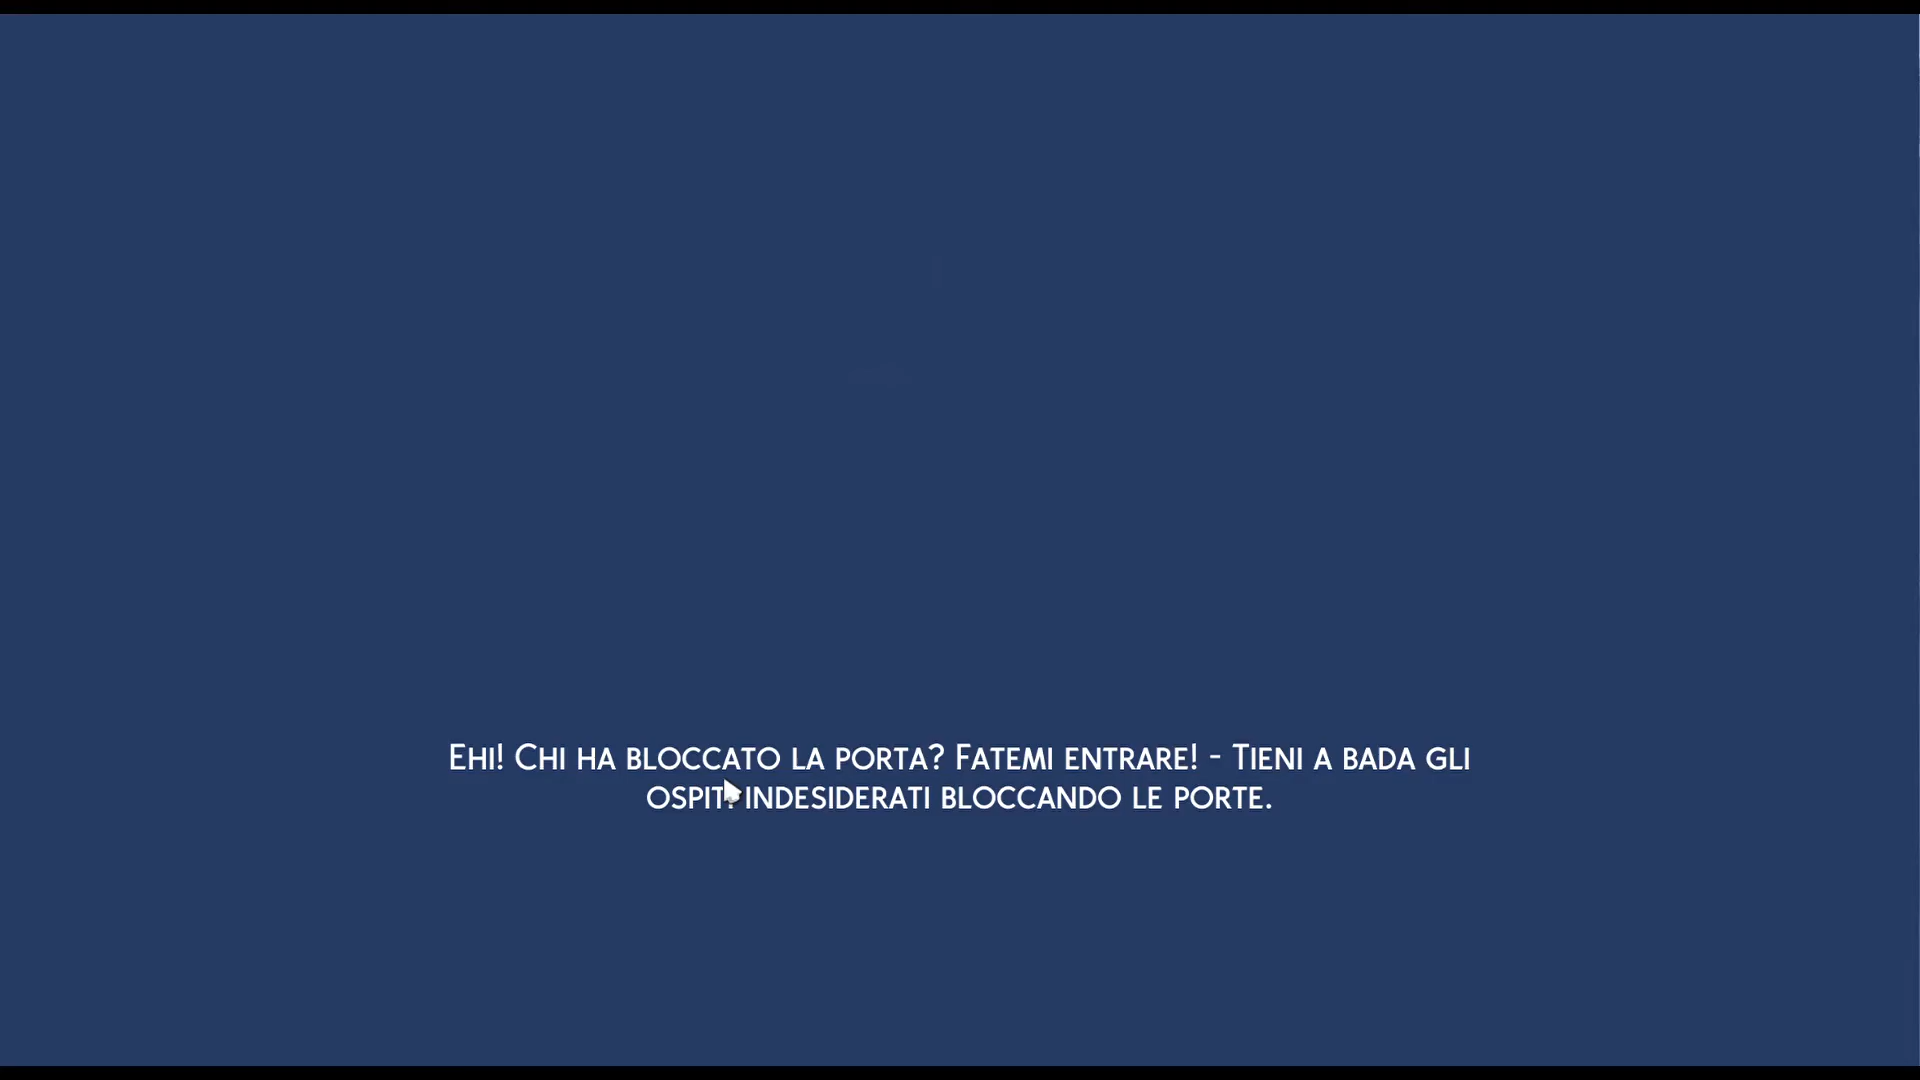 Ehi! Chi ha bloccato la porta? Fatemi entrare! - Tieni a bada gli
ospiti indesiderati bloccando le porte.